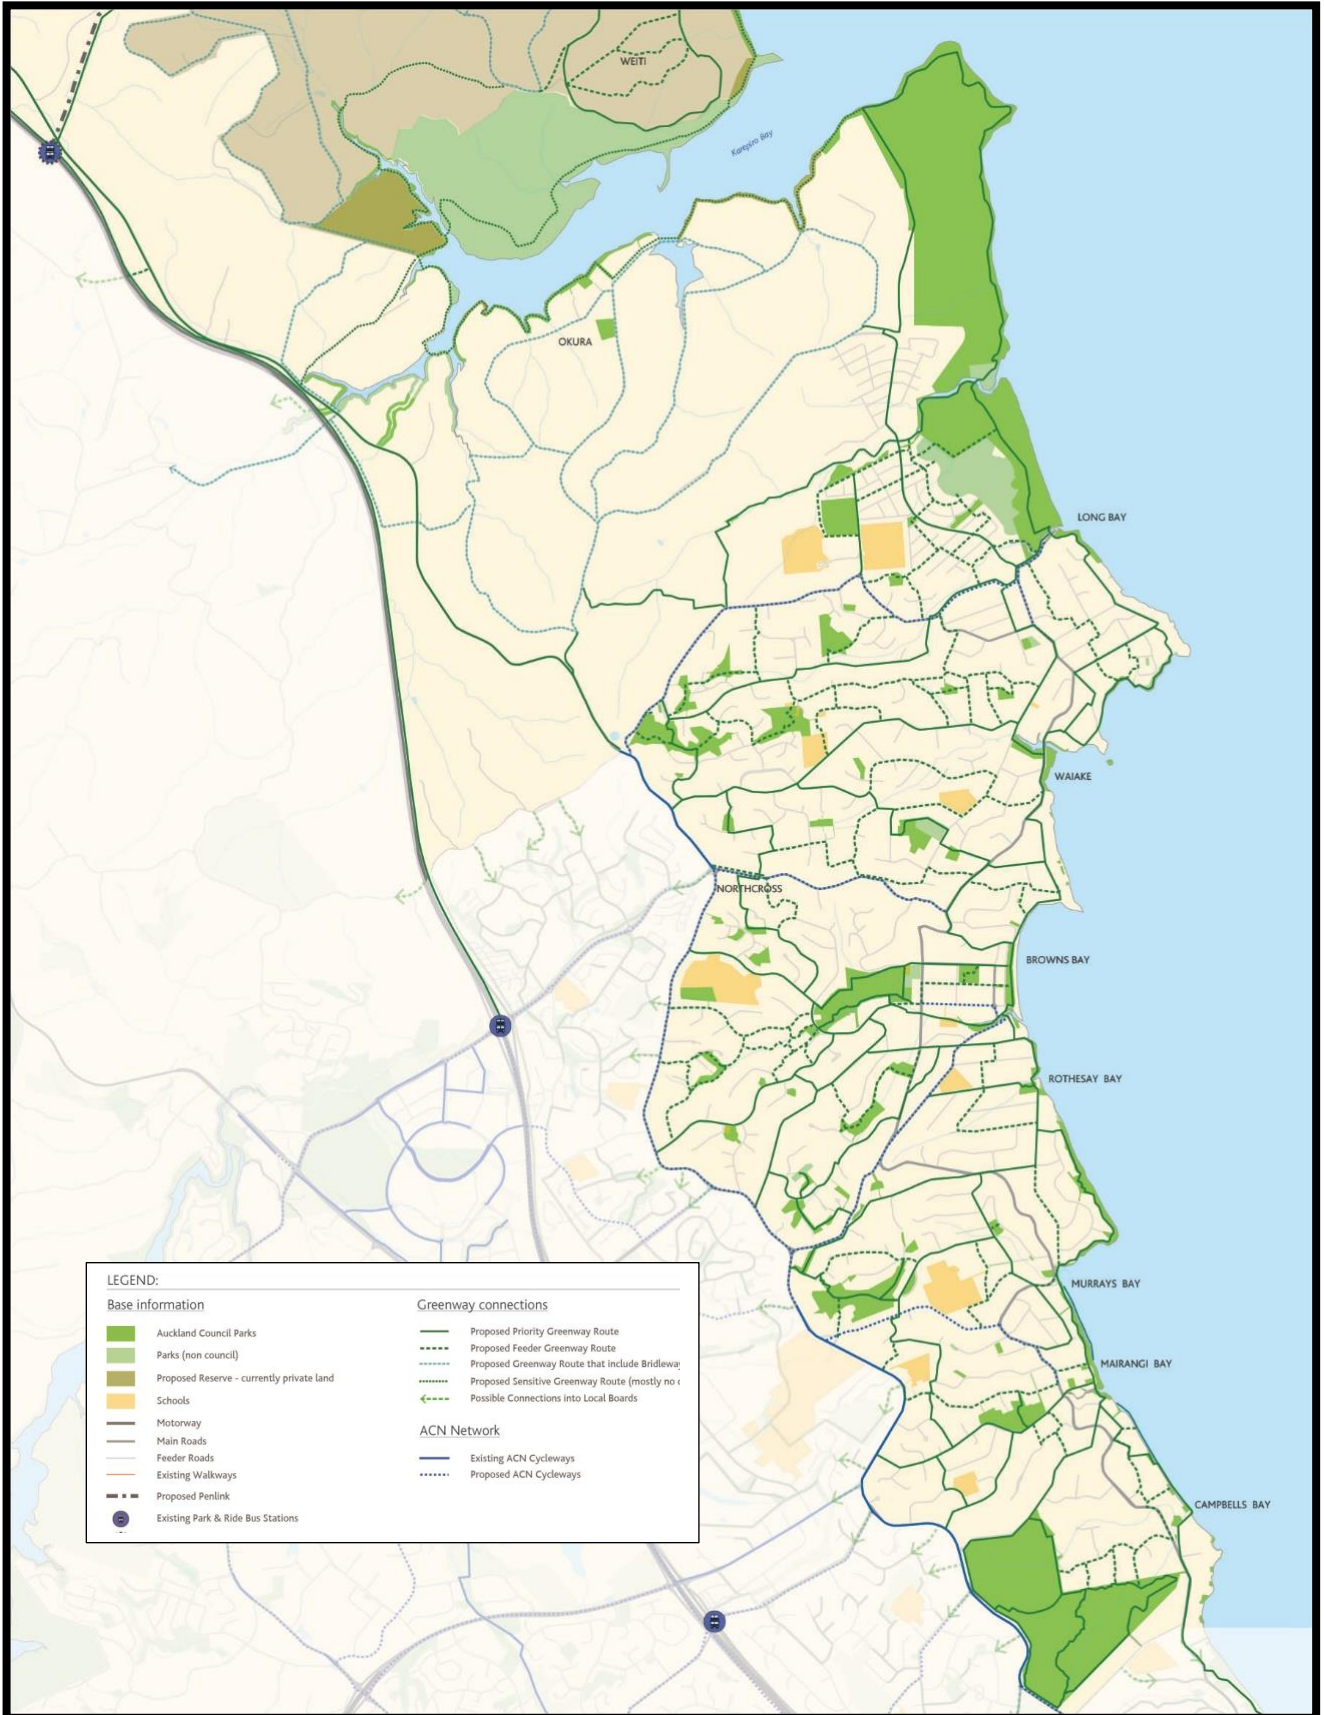 WEITI
Karepiro Bay
OKURA
LONG BAY
WAIAKE
NORTHCROSS
BROWNS BAY
ROTHESAY BAY
MURRAYS BAY
MAIRANGI BAY
CAMPBELLS BAY
LEGEND:
Base information
Auckland Council Parks
Parks (non council)
Proposed Reserve - currently private land
Schools
Motorway
Main Roads
Feeder Roads
Existing Walkways
Proposed Penlink
Existing Park & Ride Bus Stations
Greenway connections
Proposed Priority Greenway Route
Proposed Feeder Greenway Route
Proposed Greenway Route that include Bridleway
Proposed Sensitive Greenway Route (mostly no
Possible Connections into Local Boards
ACN Network
Existing ACN Cycleways
Proposed ACN Cycleways